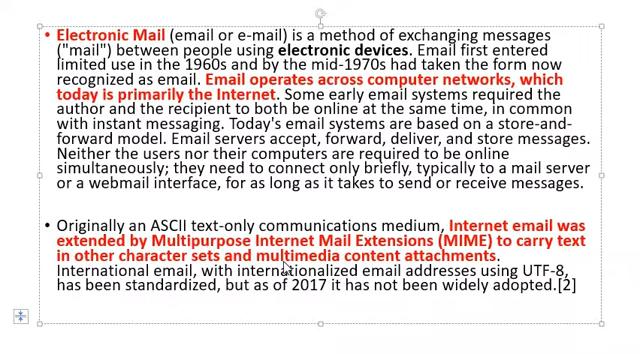 • Electronic Mail (email or e-mail) is a method of exchanging messages
("mail") between people using electronic devices. Email first entered
limited use in the 1960s and by the mid-1970s had taken the form now
recognized as email. Email operates across computer networks, which
today is primarily the Internet. Some early email systems required the
author and the recipient to both be online at the same time, in common
with instant messaging. Today's email systems are based on a store-and-
forward model. Email servers accept, forward, deliver, and store messages.
Neither the users nor their computers are required to be online
simultaneously; they need to connect only briefly, typically to a mail server
or a webmail interface, for as long as it takes to send or receive messages.
• Originally an ASCII text-only communications medium, Internet email was
extended by Multipurpose Internet Mail Extensions (MIME) to carry text
in other character sets and multimedia content attachments.
International email, with internationalized email addresses using UTF-8,
has been standardized, but as of 2017 it has not been widely adopted.[2]